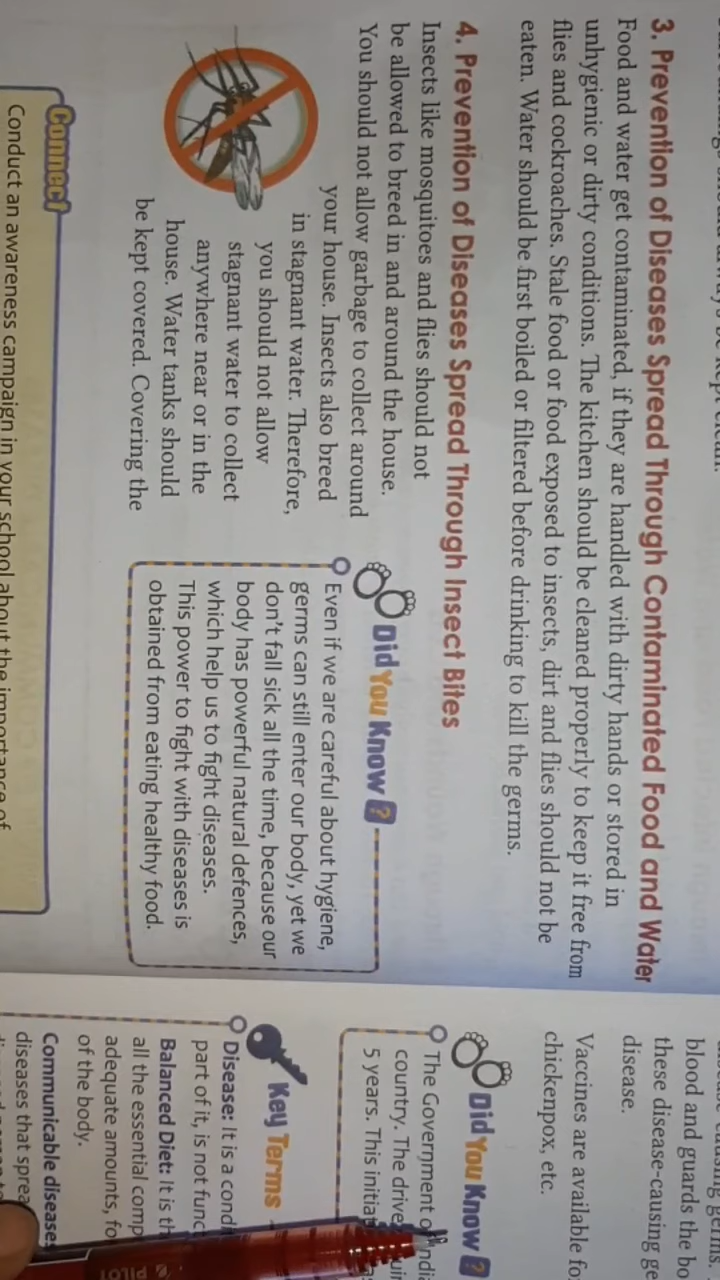 3. Prevention of Diseases Spread Through Contaminated Food and Water
Food and water get contaminated, if they are handled with dirty hands or stored in
unhygienic or dirty conditions. The kitchen should be cleaned properly to keep it free from
flies and cockroaches. Stale food or food exposed to insects, dirt and flies should not be
eaten. Water should be first boiled or filtered before drinking to kill the germs.
4. Prevention of Diseases Spread Through Insect Bites
Insects like mosquitoes and flies should not
be allowed to breed in and around the house.
You should not allow garbage to collect around
your house. Insects also breed
in stagnant water. Therefore,
you should not allow
stagnant water to collect
anywhere near or in the
house. Water tanks should
be kept covered. Covering the
Did You Know?
Even if we are careful about hygiene,
germs can still enter our body, yet we
don't fall sick all the time, because our
body has powerful natural defences,
which help us to fight diseases.
This power to fight with diseases is
obtained from eating healthy food.
Connect
Conduct an awareness campaign in your school about the importance of
blood and guards the
these disease-causing
disease.
Vaccines are available
chickenpox, etc.
Did You Know?
The Government
country. The
5 years. This
Key Terms
Disease: It is a
part of it, is not
Balanced Diet: It is
all the essential
adequate amounts,
of the body.
Communicable
diseases that